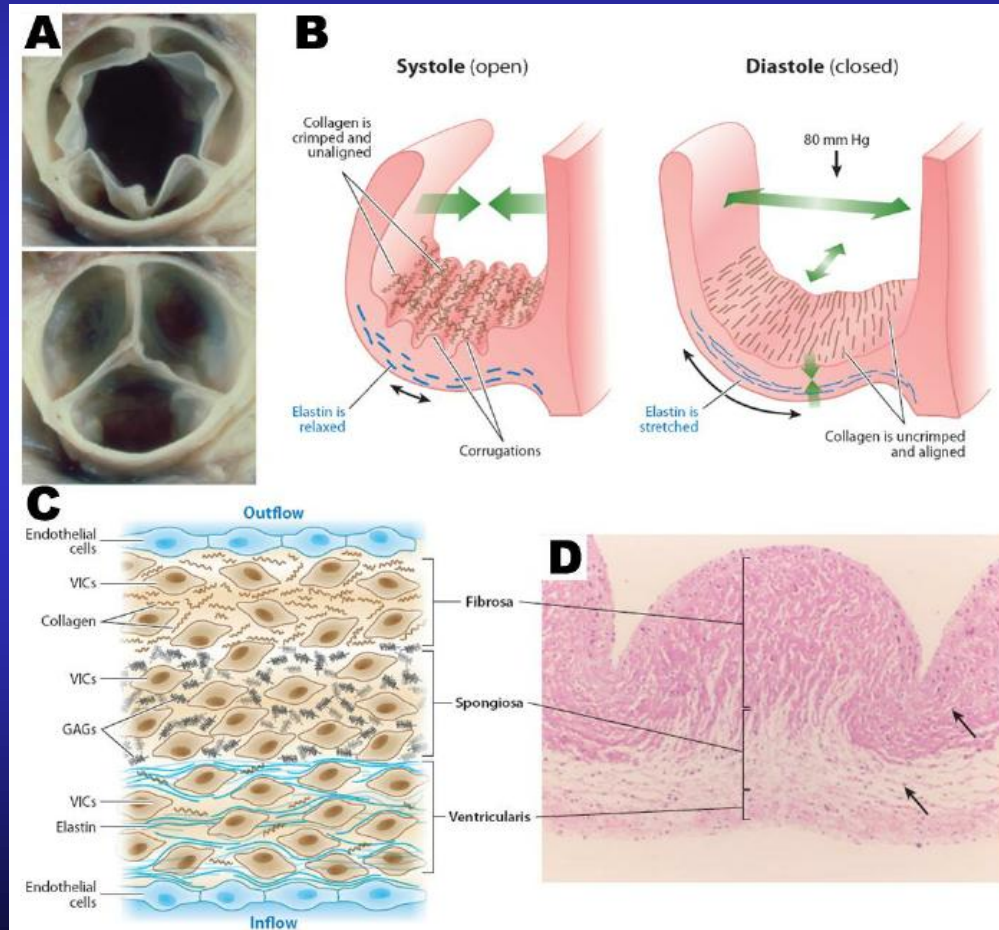 A
B
Systole (open)
Diastole (closed)
Collagen is
crimped and
unaligned
80 mm Hg
Elastin is
relaxed
Corrugations
Elastin is
stretched
Collagen is uncrimped
and aligned
C
Outflow
Endothelial
cells
VICs
Collagen
VICs
GAGs
VICs
Elastin
Endothelial
cells
Inflow
Fibrosa
Spongiosa
Ventricularis
D